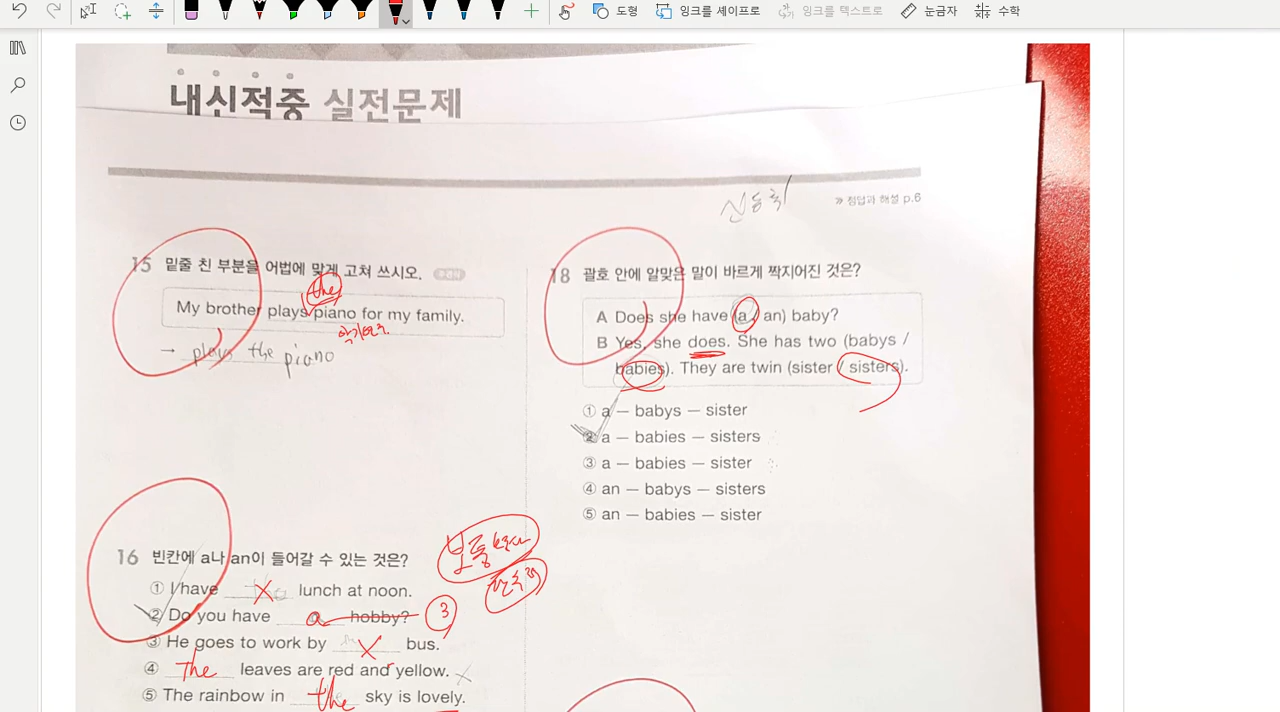 도형
잉크를 셰이프로
잉크를 텍스트로
눈금자
수학
내신적중 실전문제
신동희
» 정답과 해설 p.6
15 밑줄 친 부분을 어법에 맞게 고쳐 쓰시오.
the
My brother plays piano for my family.
→ plays the piano
16 빈칸에 a나 an이 들어갈 수 있는 것은?
보통명사
① I have X lunch at noon.
② Do you have a hobby? ③
③ He goes to work by X bus.
④ The leaves are red and yellow. X
⑤ The rainbow in the sky is lovely.
18 괄호 안에 알맞은 말이 바르게 짝지어진 것은?
A Does she have (a / an) baby?
B Yes, she does. She has two (babys /
babies). They are twin (sister / sisters).
① a — babys — sister
② a — babies — sisters
③ a — babies — sister
④ an — babys — sisters
⑤ an — babies — sister